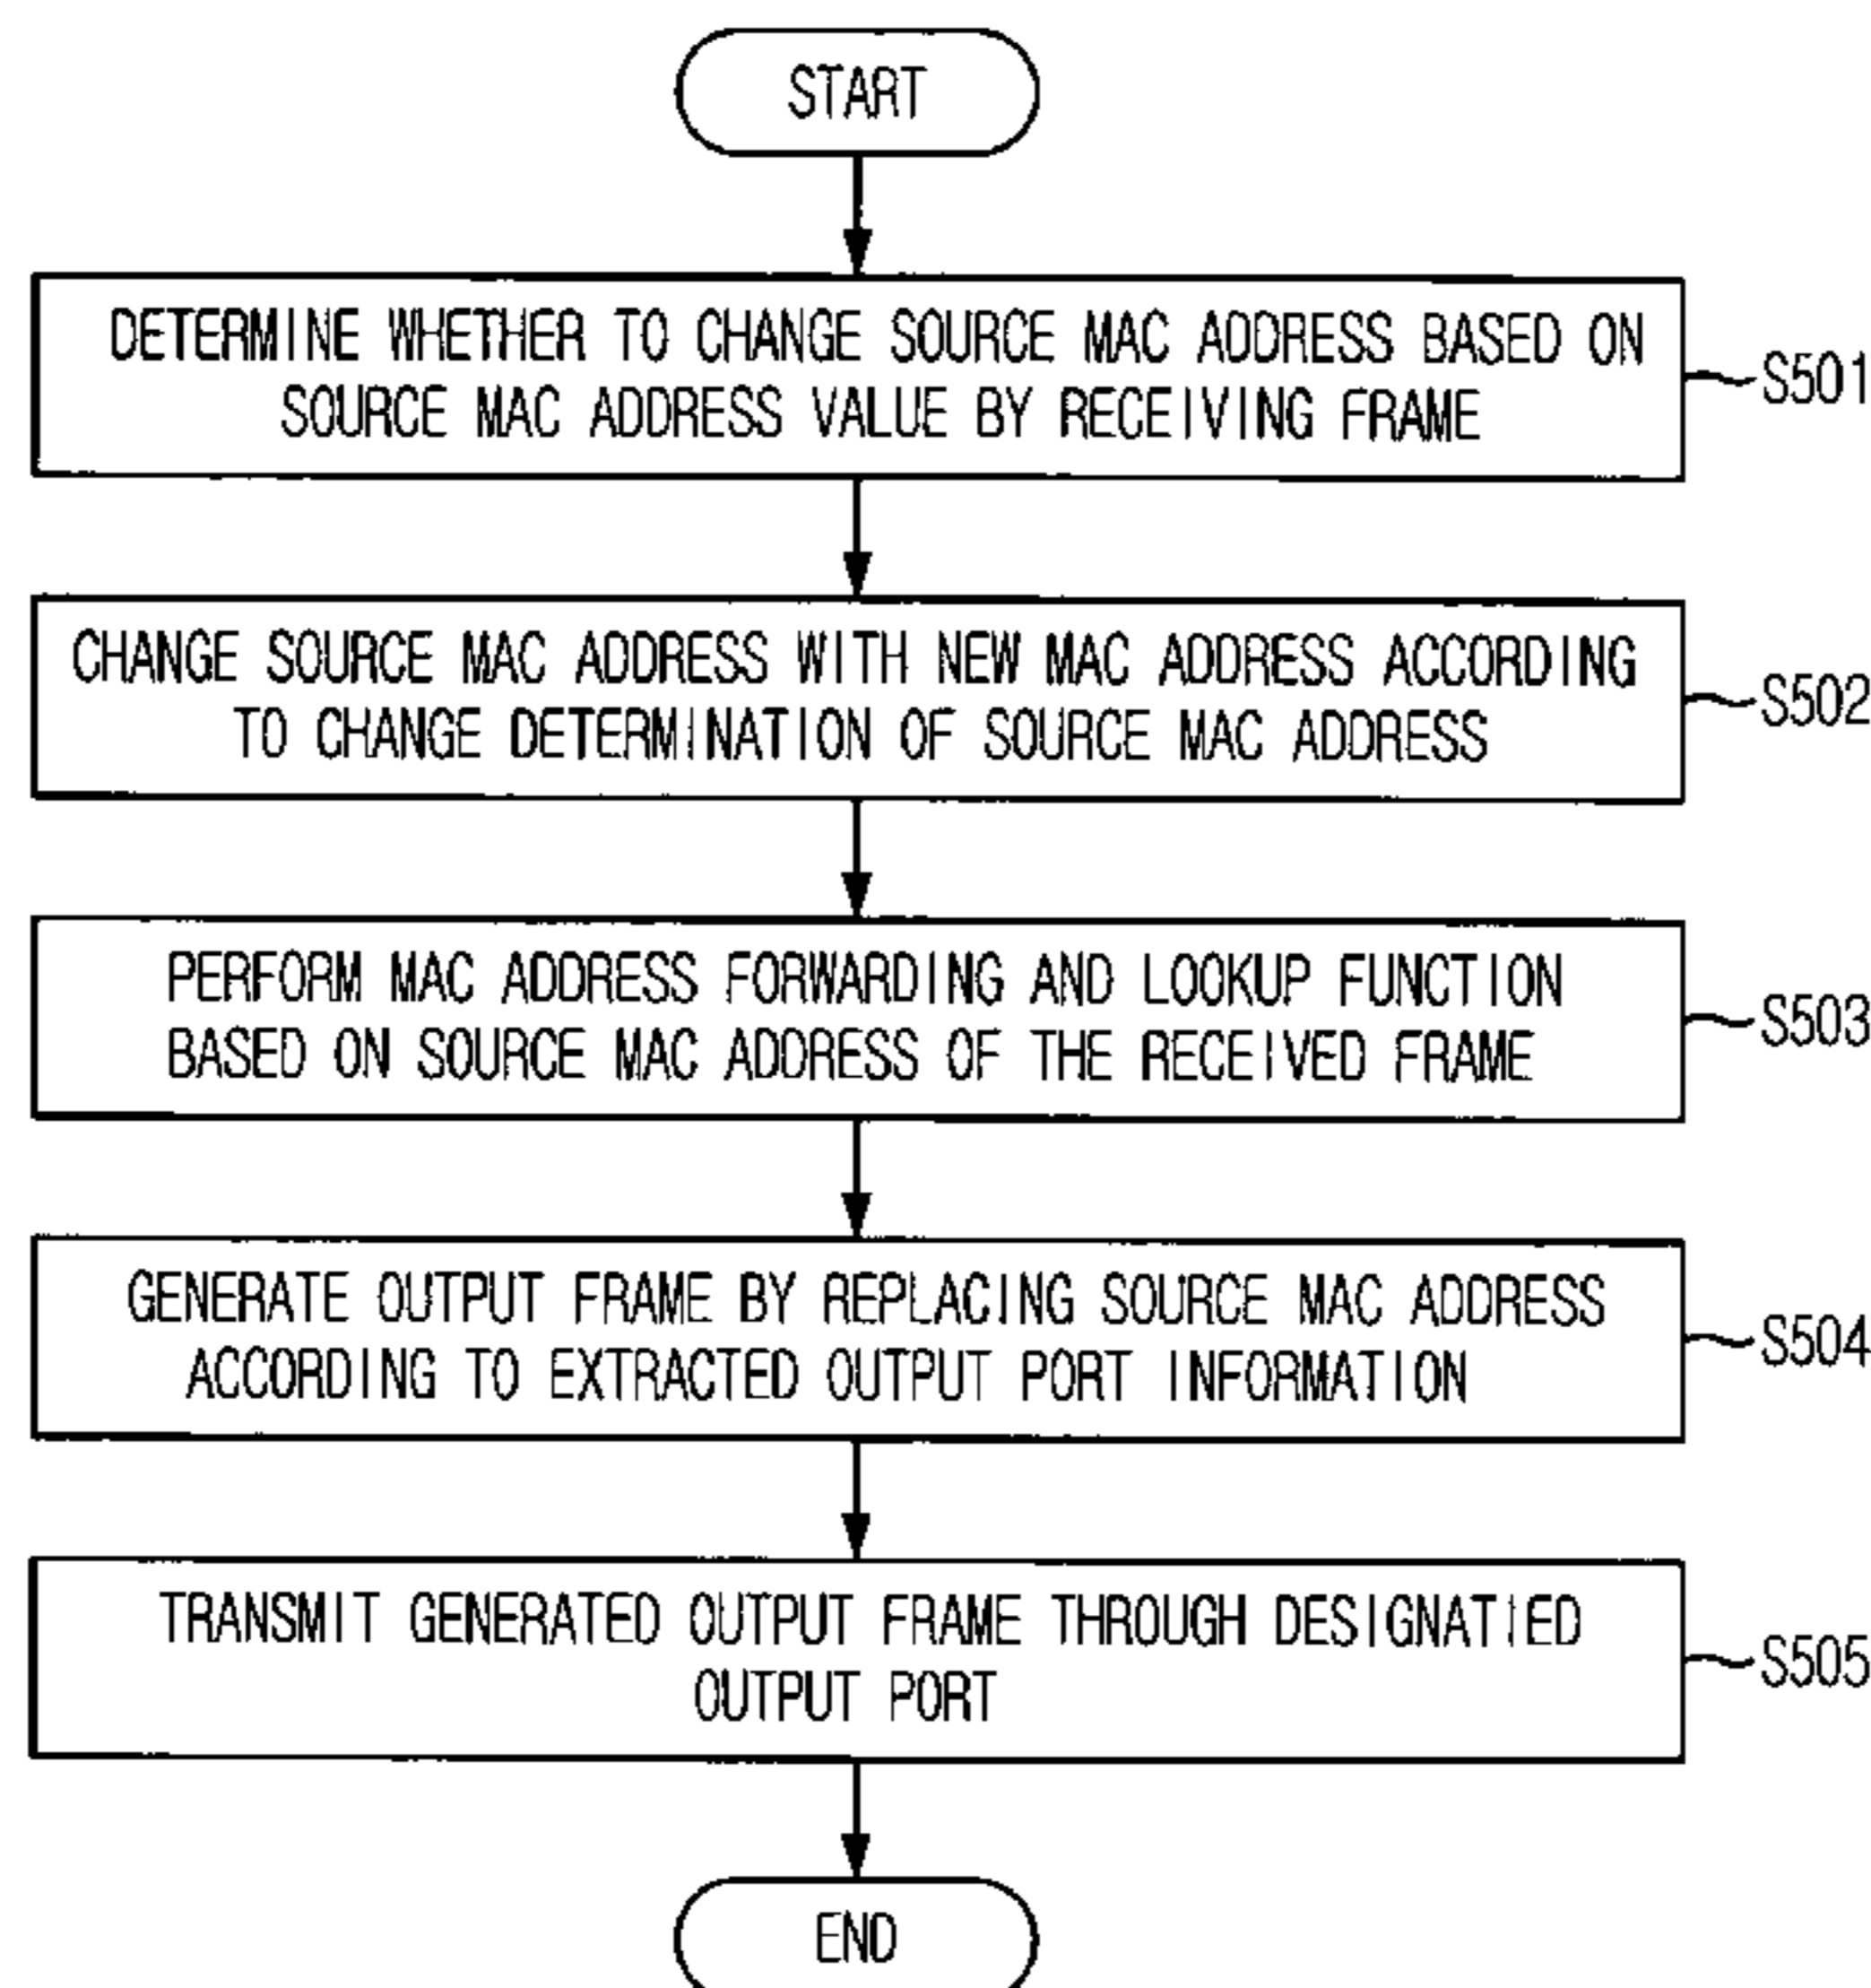 START
DETERMINE WHETHER TO CHANGE SOURCE MAC ADDRESS BASED ON
SOURCE MAC ADDRESS VALUE BY RECEIVING FRAME
S501
CHANGE SOURCE MAC ADDRESS WITH NEW MAC ADDRESS ACCORDING
TO CHANGE DETERMINATION OF SOURCE MAC ADDRESS
S502
PERFORM MAC ADDRESS FORWARDING AND LOOKUP FUNCTION
BASED ON SOURCE MAC ADDRESS OF THE RECEIVED FRAME
S503
GENERATE OUTPUT FRAME BY REPLACING SOURCE MAC ADDRESS
ACCORDING TO EXTRACTED OUTPUT PORT INFORMATION
S504
TRANSMIT GENERATED OUTPUT FRAME THROUGH DESIGNATIED
OUTPUT PORT
S505
END